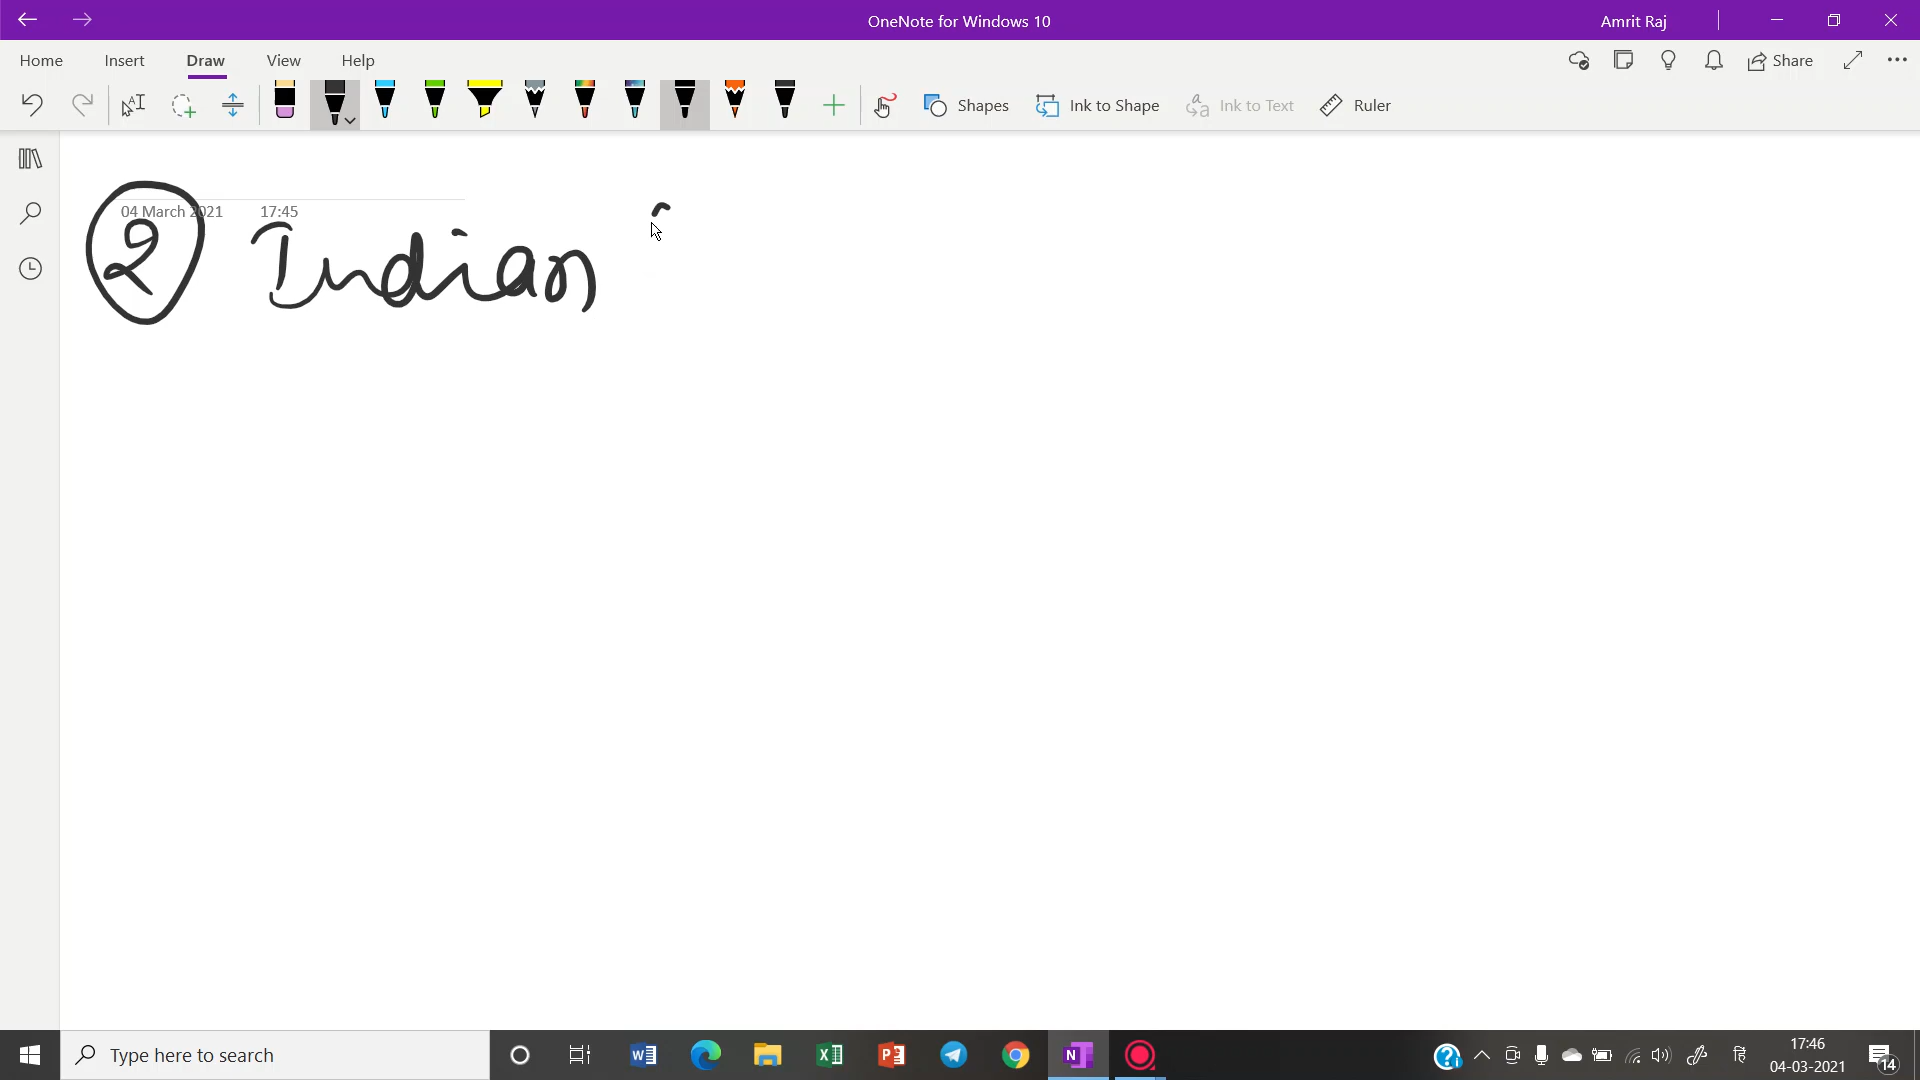 OneNote for Windows 10
Amrit Raj
Home Insert Draw View Help
Share
Shapes Ink to Shape Ink to Text Ruler
04 March 2021 17:45
2 Indian
Type here to search
17:46
04-03-2021
हिं
14